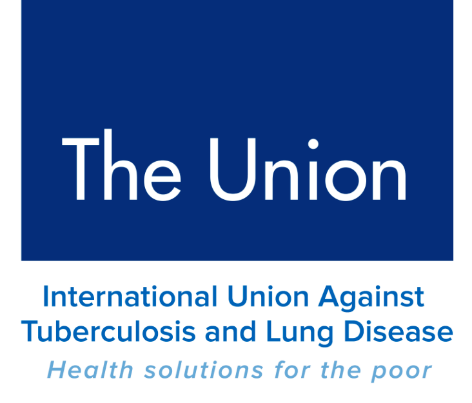 The Union
International Union Against
Tuberculosis and Lung Disease
Health solutions for the poor